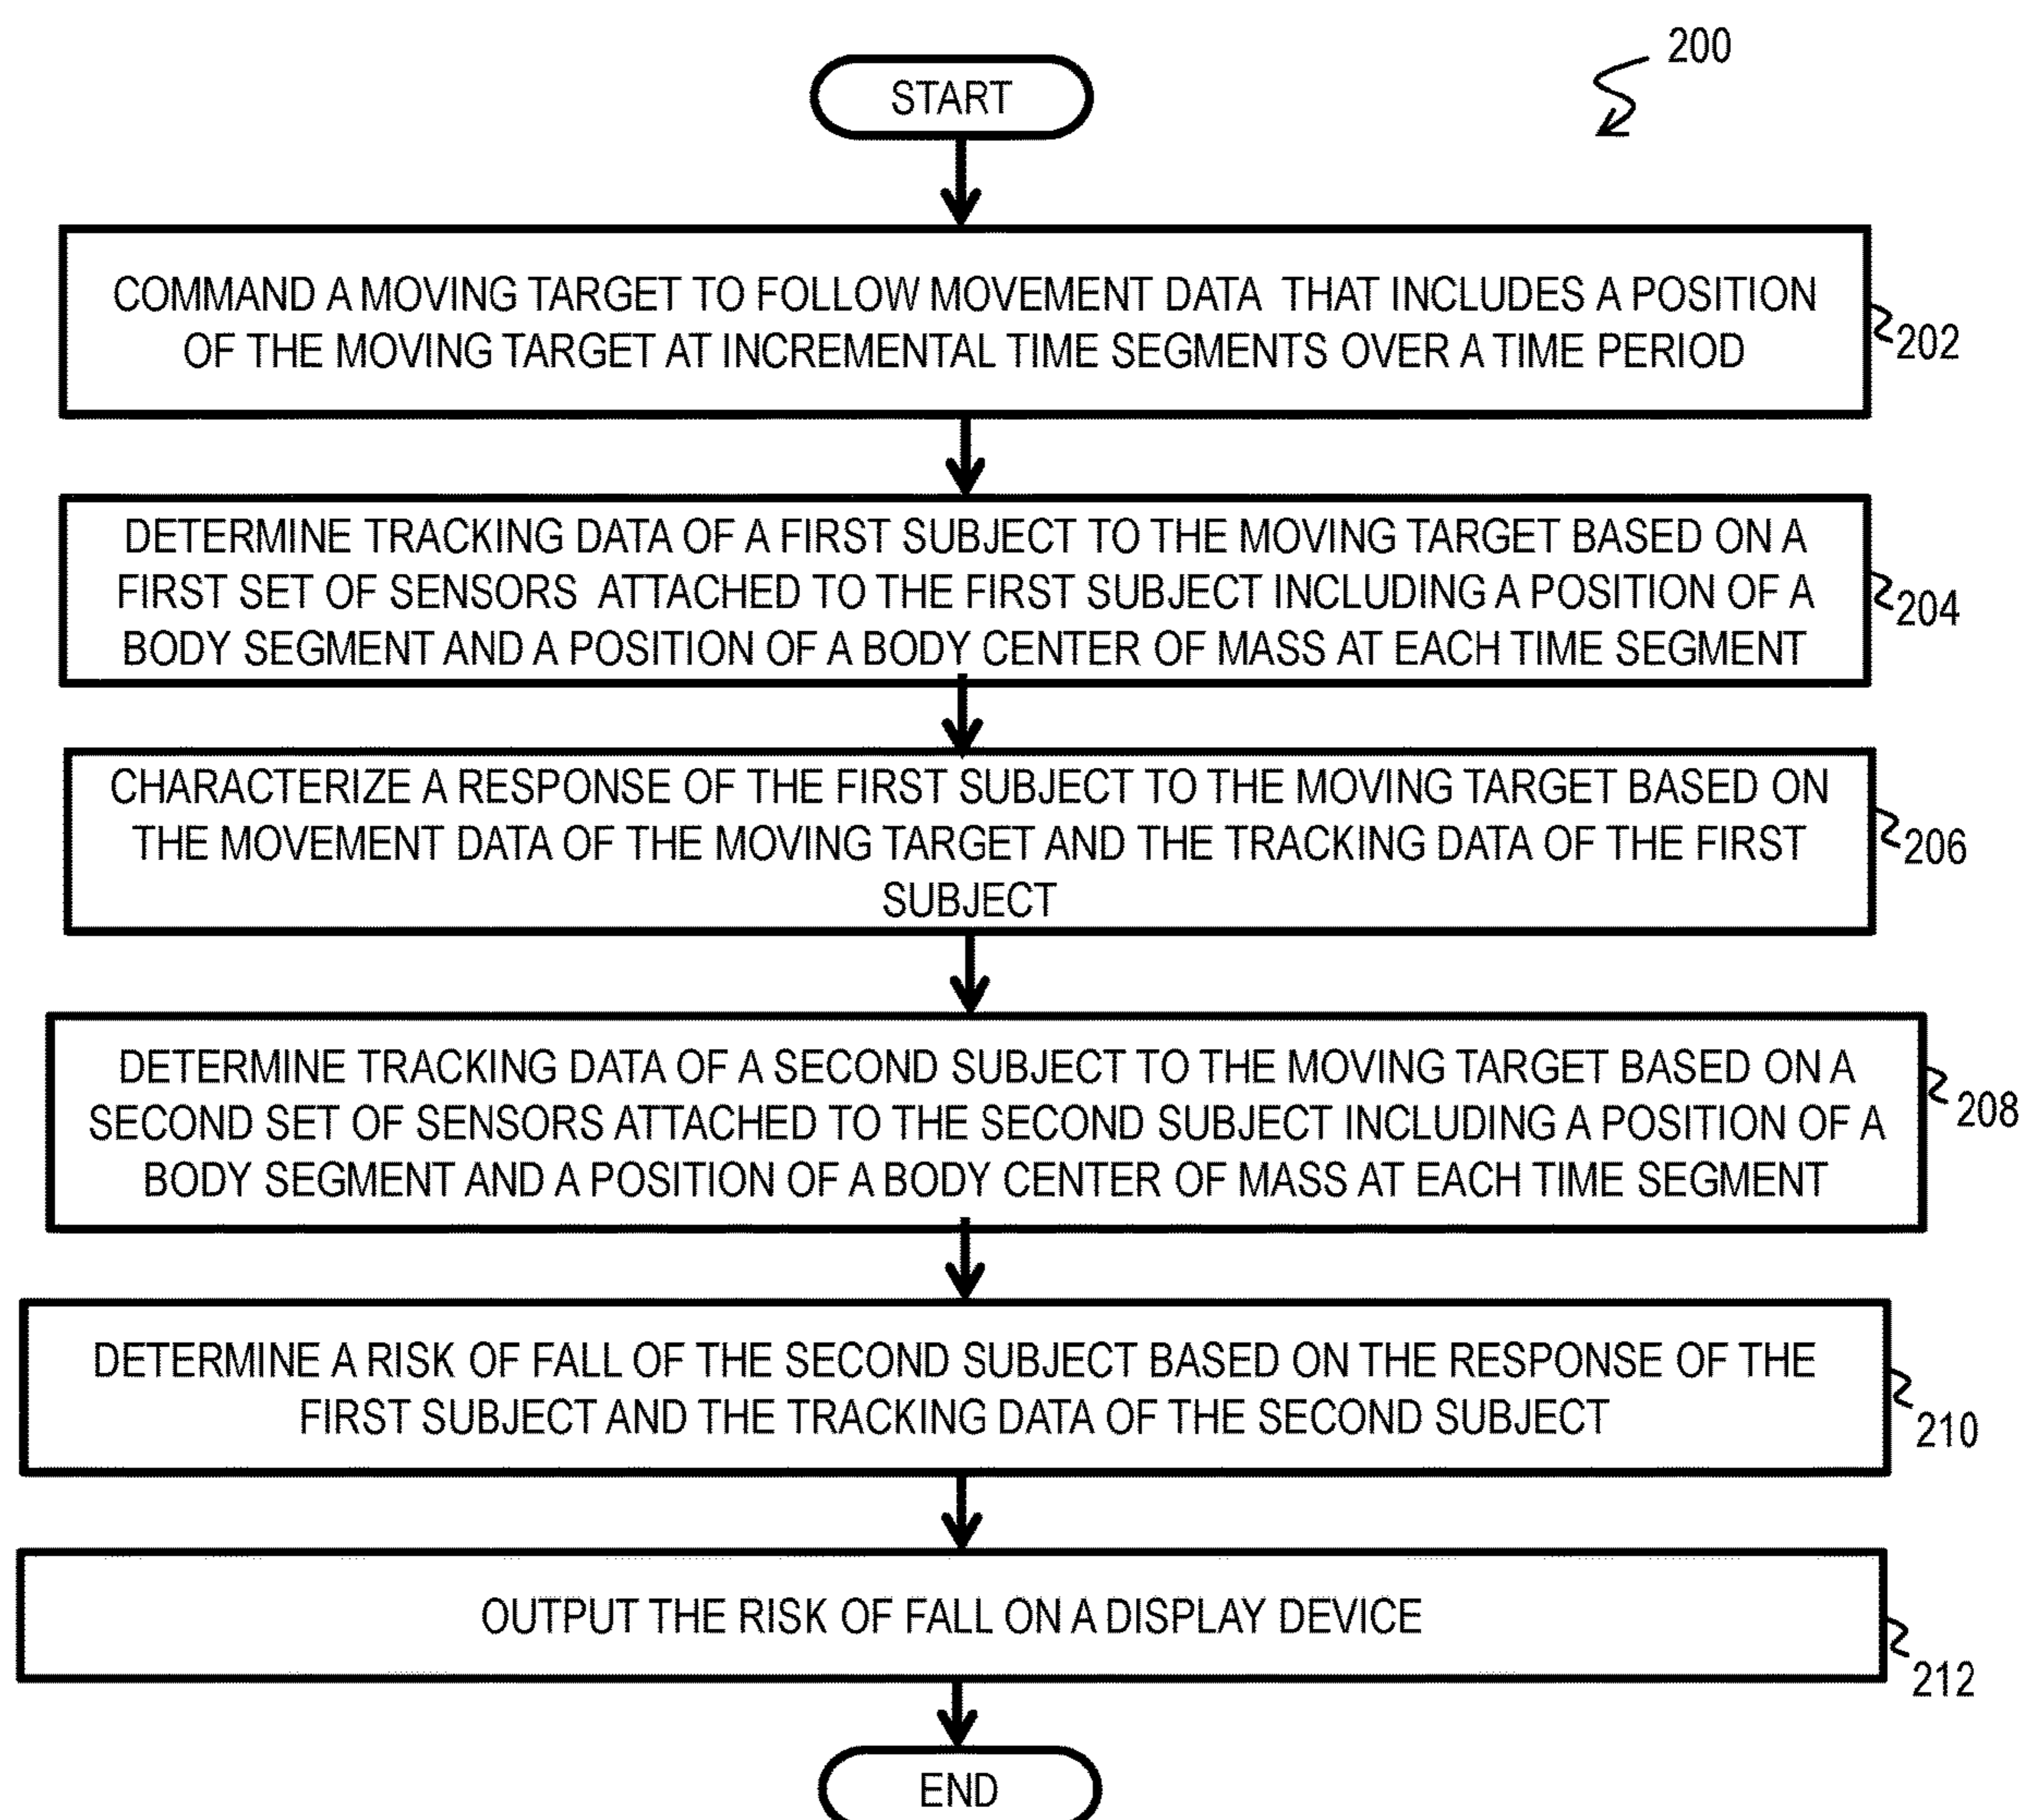 200
START
COMMAND A MOVING TARGET TO FOLLOW MOVEMENT DATA THAT INCLUDES A POSITION
OF THE MOVING TARGET AT INCREMENTAL TIME SEGMENTS OVER A TIME PERIOD
202
DETERMINE TRACKING DATA OF A FIRST SUBJECT TO THE MOVING TARGET BASED ON A
FIRST SET OF SENSORS ATTACHED TO THE FIRST SUBJECT INCLUDING A POSITION OF A
BODY SEGMENT AND A POSITION OF A BODY CENTER OF MASS AT EACH TIME SEGMENT
204
CHARACTERIZE A RESPONSE OF THE FIRST SUBJECT TO THE MOVING TARGET BASED ON
THE MOVEMENT DATA OF THE MOVING TARGET AND THE TRACKING DATA OF THE FIRST
SUBJECT
206
DETERMINE TRACKING DATA OF A SECOND SUBJECT TO THE MOVING TARGET BASED ON A
SECOND SET OF SENSORS ATTACHED TO THE SECOND SUBJECT INCLUDING A POSITION OF A
BODY SEGMENT AND A POSITION OF A BODY CENTER OF MASS AT EACH TIME SEGMENT
208
DETERMINE A RISK OF FALL OF THE SECOND SUBJECT BASED ON THE RESPONSE OF THE
FIRST SUBJECT AND THE TRACKING DATA OF THE SECOND SUBJECT
210
OUTPUT THE RISK OF FALL ON A DISPLAY DEVICE
212
END